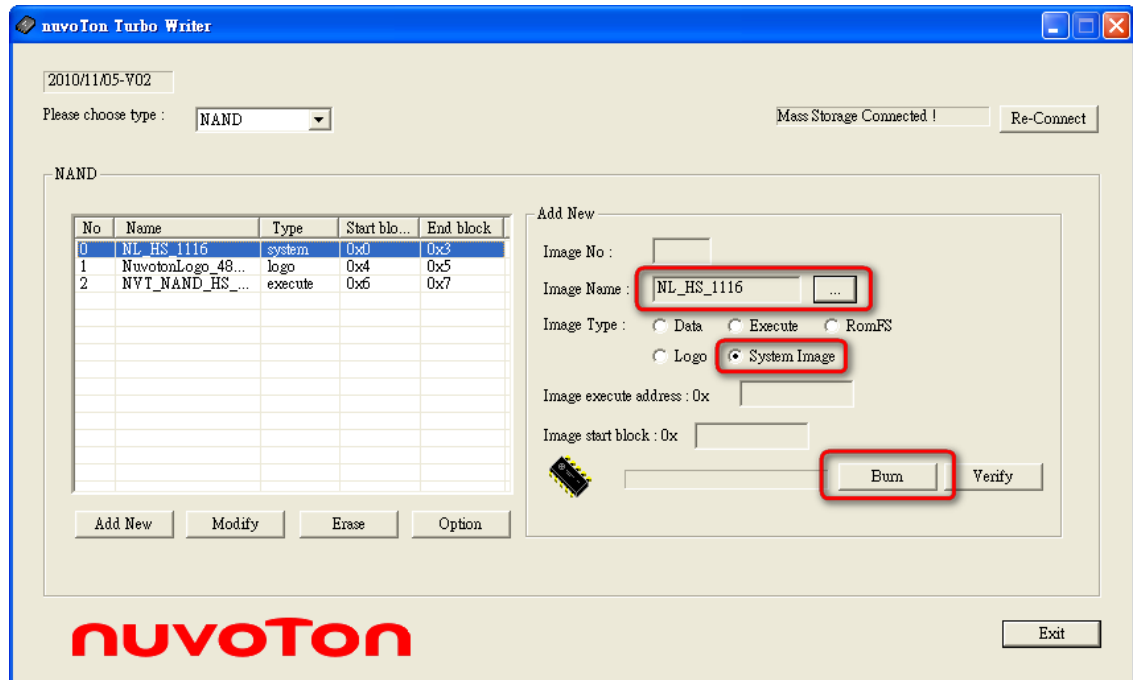 nuvoTon Turbo Writer
2010/11/05-V02
Please choose type :
NAND
Mass Storage Connected !
Re-Connect
NAND
No Name Type Start blo... End block
0 NL_HS_1116 system 0x0 0x3
1 NuvotonLogo_48... logo 0x4 0x5
2 NVT_NAND_HS_... execute 0x6 0x7
Add New Modify Erase Option
Add New
Image No :
Image Name : NL_HS_1116 ...
Image Type : Data Execute RomFS
Logo System Image
Image execute address : 0x
Image start block : 0x
Burn Verify
nuvoTon
Exit